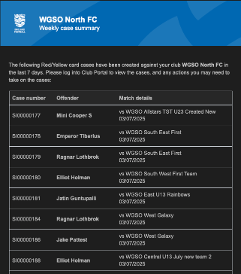 WGSO North FC
Weekly case summary
The following Red/Yellow card cases have been created against your club WGSO North FC in
the last 7 days. Please log into Club Portal to view the cases, and any actions you may need to
take on the cases:
Case number Offender Match details
SI00000177 Mini Cooper S vs WGSO Allstars TBT U23 Created New
03/07/2025
SI00000175 Emperor Tiberius vs WGSO South East First
03/07/2025
SI00000179 Ragnar Lothbrok vs WGSO South East First
03/07/2025
SI00000180 Elliot Holman vs WGSO South West First Team
03/07/2025
SI00000181 Jatin Guntupalli vs WGSO East U13 Rainbows
03/07/2025
SI00000184 Ragnar Lothbrok vs WGSO West Galaxy
03/07/2025
SI00000185 Jake Pattest vs WGSO West Galaxy
03/07/2025
SI00000188 Elliot Holman vs WGSO Central U13 July new team 2
03/07/2025